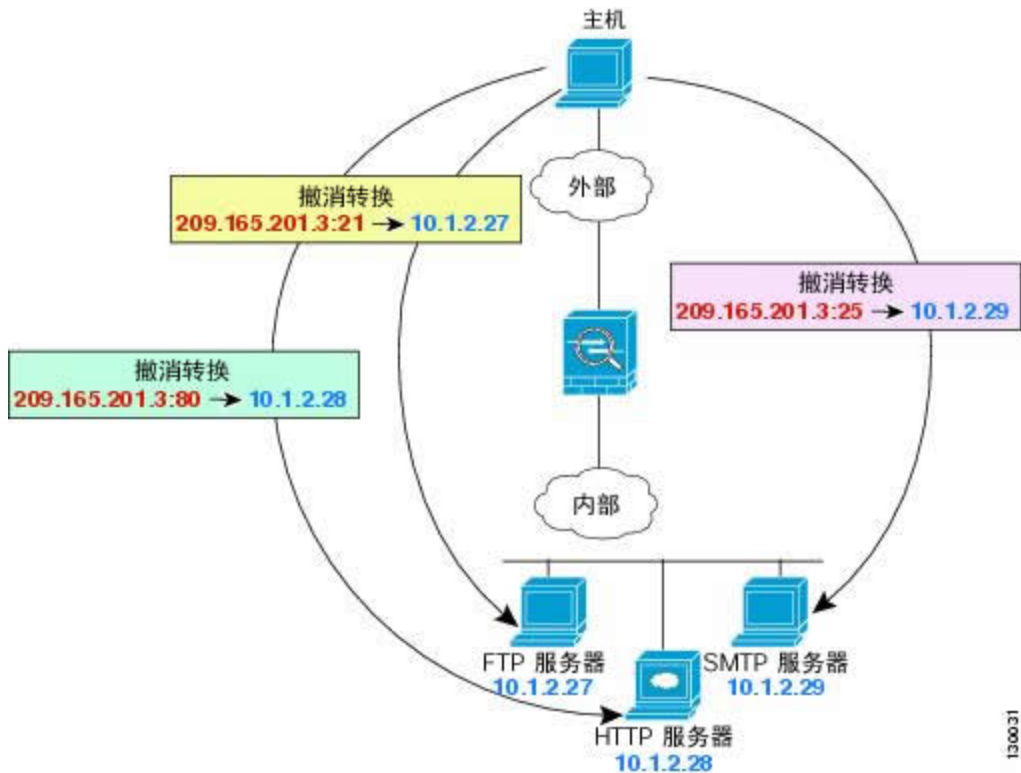 主机
外部
撤消转换
209.165.201.3:21 → 10.1.2.27
撤消转换
209.165.201.3:25 → 10.1.2.29
撤消转换
209.165.201.3:80 → 10.1.2.28
内部
FTP 服务器
10.1.2.27
SMTP 服务器
10.1.2.29
HTTP 服务器
10.1.2.28
130031